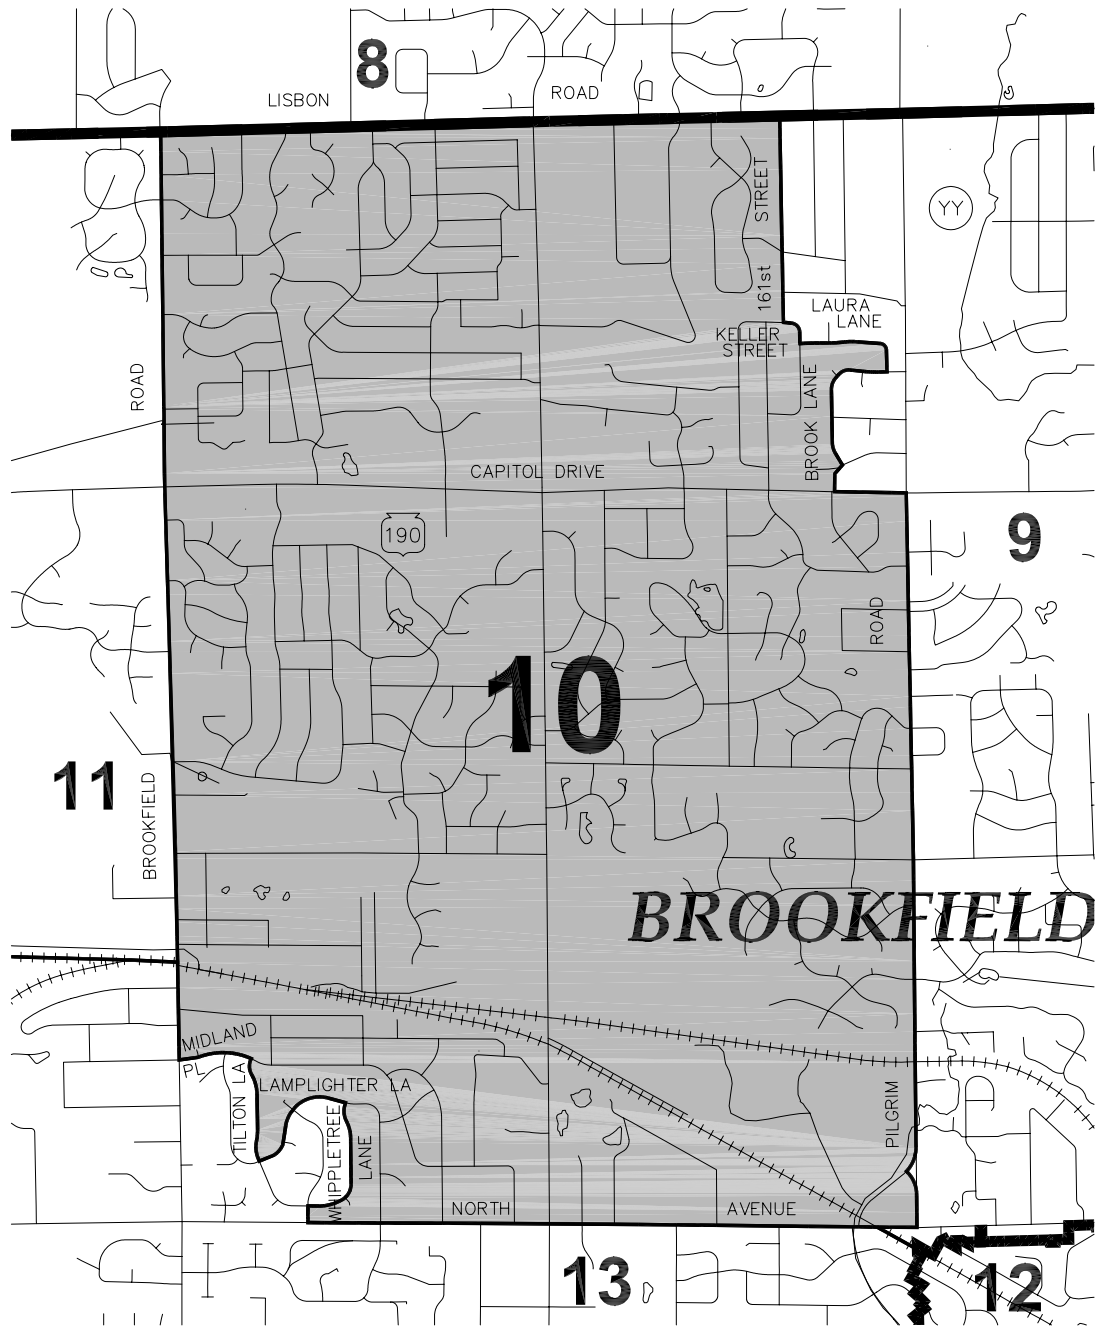 8
LISBON
ROAD
161st STREET
YY
LAURA
LANE
KELLER
STREET
ROAD
BROOK LANE
CAPITOL DRIVE
190
9
ROAD
10
11
BROOKFIELD
BROOKFIELD
MIDLAND
PL
TILTON LA
LAMPLIGHTER LA
WHIPPLETREE
LANE
PILGRIM
NORTH
AVENUE
13
12